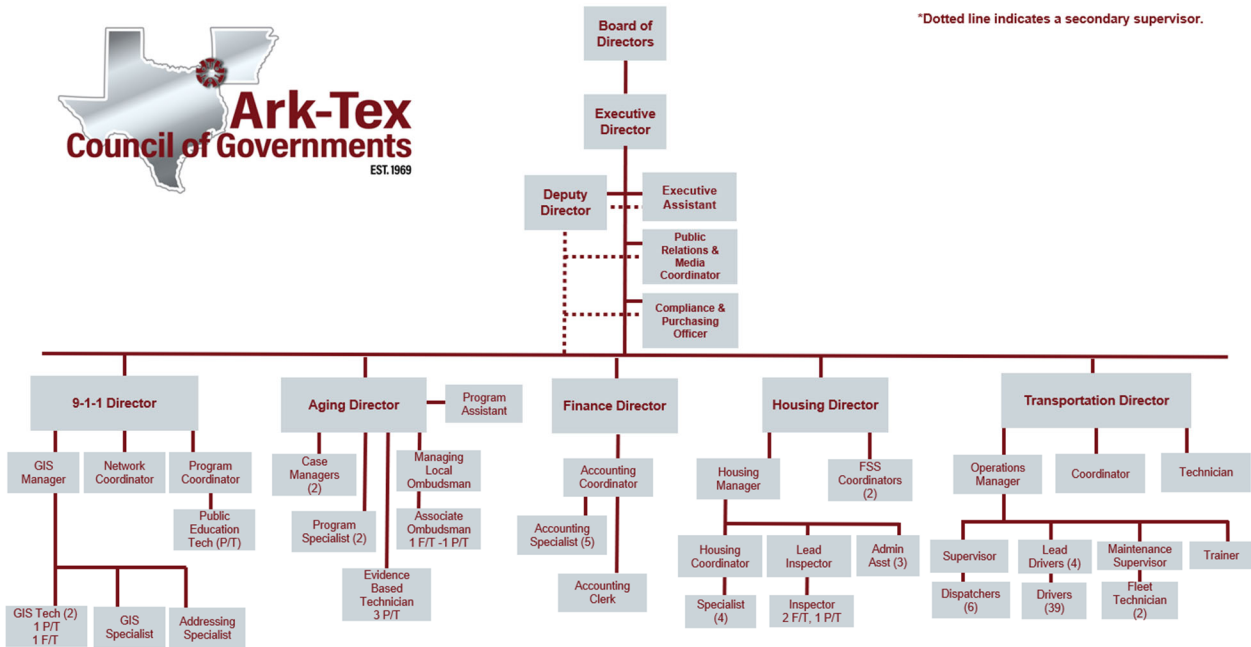 *Dotted line indicates a secondary supervisor.
Ark-Tex
Council of Governments
EST. 1969
Board of
Directors
Executive
Director
Deputy
Director
Executive
Assistant
Public
Relations &
Media
Coordinator
Compliance &
Purchasing
Officer
9-1-1 Director
GIS
Manager
Network
Coordinator
Program
Coordinator
Public
Education
Tech (P/T)
GIS Tech (2)
1 P/T
1 F/T
GIS
Specialist
Addressing
Specialist
Aging Director
Program
Assistant
Case
Managers
(2)
Program
Specialist (2)
Evidence
Based
Technician
3 P/T
Managing
Local
Ombudsman
Associate
Ombudsman
1 F/T -1 P/T
Finance Director
Accounting
Coordinator
Accounting
Specialist (5)
Accounting
Clerk
Housing Director
Housing
Manager
FSS
Coordinators
(2)
Housing
Coordinator
Specialist
(4)
Lead
Inspector
Inspector
2 F/T, 1 P/T
Admin
Asst (3)
Transportation Director
Operations
Manager
Coordinator
Technician
Supervisor
Dispatchers
(6)
Lead
Drivers (4)
Drivers
(39)
Maintenance
Supervisor
Fleet
Technician
(2)
Trainer